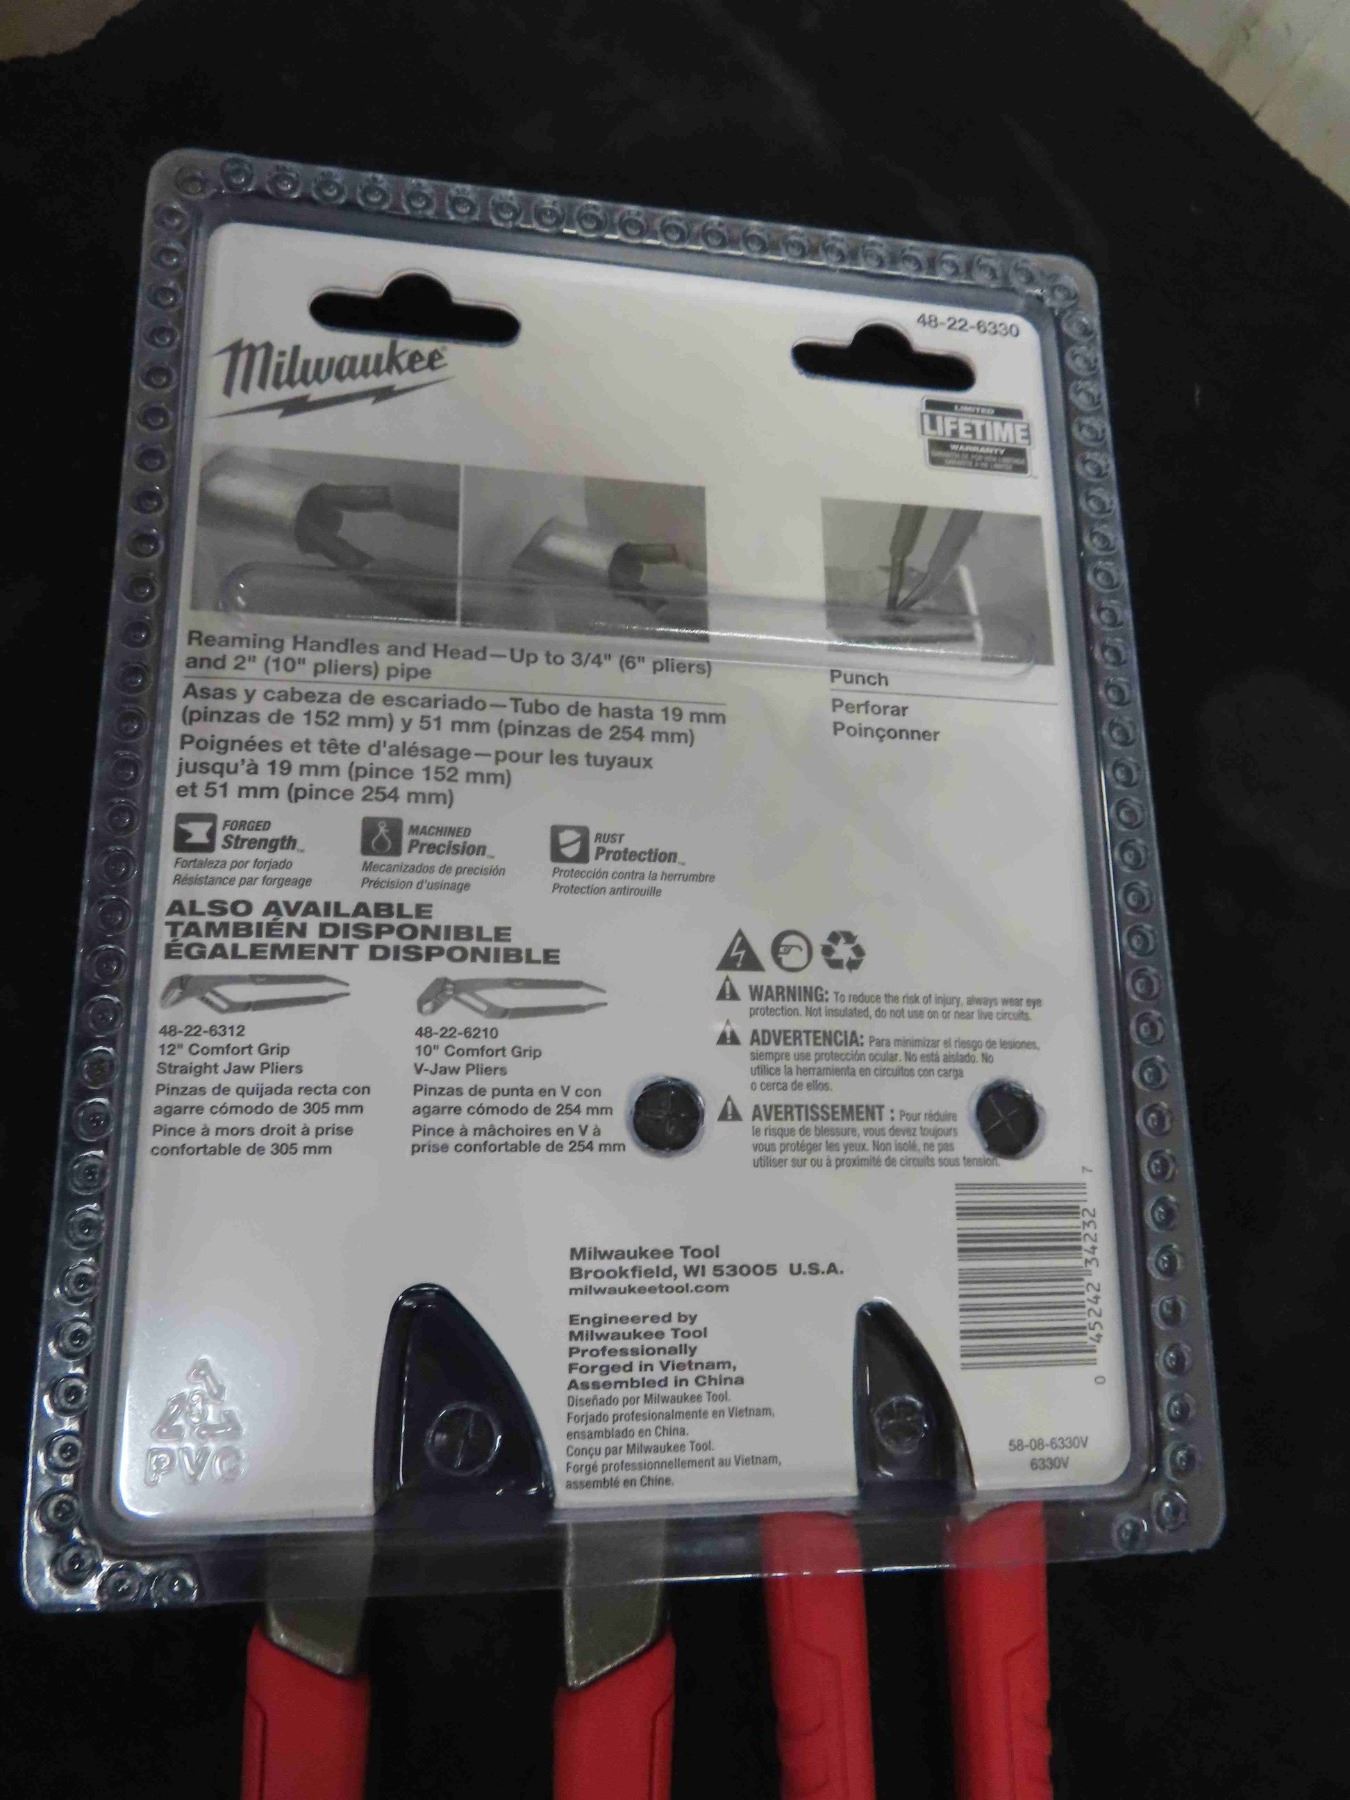 48-22-6330
Milwaukee
LIMITED
LIFETIME
WARRANTY
Reaming Handles and Head—Up to 3/4" (6" pliers)
and 2" (10" pliers) pipe
Asas y cabeza de escariado—Tubo de hasta 19 mm
(pinzas de 152 mm) y 51 mm (pinzas de 254 mm)
Poignées et tête d'alésage—pour les tuyaux
jusqu'à 19 mm (pince 152 mm)
et 51 mm (pince 254 mm)
Punch
Perforar
Poinçonner
FORGED
Strength™
Fortaleza por forjado
Résistance par forgeage
MACHINED
Precision™
Mecanizados de precisión
Précision d'usinage
RUST
Protection™
Protección contra la herrumbre
Protection antirouille
ALSO AVAILABLE
TAMBIÉN DISPONIBLE
ÉGALEMENT DISPONIBLE
48-22-6312
12" Comfort Grip
Straight Jaw Pliers
Pinzas de quijada recta con
agarre cómodo de 305 mm
Pince à mors droit à prise
confortable de 305 mm
48-22-6210
10" Comfort Grip
V-Jaw Pliers
Pinzas de punta en V con
agarre cómodo de 254 mm
Pince à mâchoires en V à
prise confortable de 254 mm
WARNING: To reduce the risk of injury, always wear eye
protection. Not insulated, do not use on or near live circuits.
ADVERTENCIA: Para minimizar el riesgo de lesiones,
siempre use protección ocular. No está aislado. No
utilice la herramienta en circuitos con carga
o cerca de ellos.
AVERTISSEMENT : Pour réduire
le risque de blessure, vous devez toujours
vous protéger les yeux. Non isolé, ne pas
utiliser sur ou à proximité de circuits sous tension.
Milwaukee Tool
Brookfield, WI 53005 U.S.A.
milwaukeetool.com
Engineered by
Milwaukee Tool
Professionally
Forged in Vietnam,
Assembled in China
Diseñado por Milwaukee Tool.
Forjado profesionalmente en Vietnam,
ensamblado en China.
Conçu par Milwaukee Tool.
Forgé professionnellement au Vietnam,
assemblé en Chine.
0 45242 34232 7
58-08-6330V
6330V
PVC